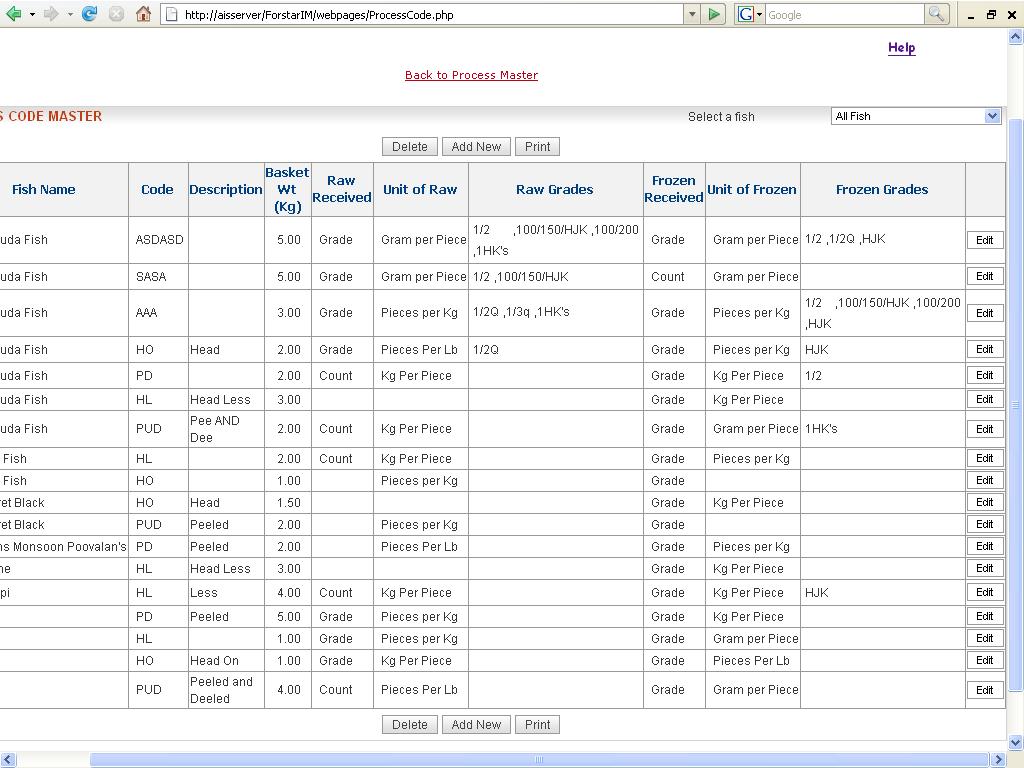 http://aisserver/ForstarIM/webpages/ProcessCode.php
Google
Help
Back to Process Master
S CODE MASTER
Select a fish
All Fish
Delete Add New Print
Fish Name Code Description Basket Wt (Kg) Raw Received Unit of Raw Raw Grades Frozen Received Unit of Frozen Frozen Grades
uda Fish ASDASD 5.00 Grade Gram per Piece 1/2 ,100/150/HJK ,100/200 ,1HK's Grade Gram per Piece 1/2 ,1/2Q ,HJK Edit
uda Fish SASA 5.00 Grade Gram per Piece 1/2 ,100/150/HJK Count Gram per Piece Edit
uda Fish AAA 3.00 Grade Pieces per Kg 1/2Q ,1/3q ,1HK's Grade Pieces per Kg 1/2 ,100/150/HJK ,100/200 ,HJK Edit
uda Fish HO Head 2.00 Grade Pieces Per Lb 1/2Q Grade Pieces per Kg HJK Edit
uda Fish PD 2.00 Count Kg Per Piece Grade Kg Per Piece 1/2 Edit
uda Fish HL Head Less 3.00 Grade Kg Per Piece Edit
uda Fish PUD Pee AND Dee 2.00 Count Kg Per Piece Grade Gram per Piece 1HK's Edit
Fish HL 2.00 Count Kg Per Piece Grade Pieces per Kg Edit
Fish HO 1.00 Pieces per Kg Grade Edit
ret Black HO Head 1.50 Grade Kg Per Piece Edit
ret Black PUD Peeled 2.00 Pieces per Kg Grade Edit
ns Monsoon Poovalan's PD Peeled 2.00 Pieces Per Lb Grade Pieces per Kg Edit
ne HL Head Less 3.00 Grade Kg Per Piece Edit
pi HL Less 4.00 Count Kg Per Piece Grade Kg Per Piece HJK Edit
PD Peeled 5.00 Grade Pieces per Kg Grade Kg Per Piece Edit
HL 1.00 Grade Pieces per Kg Grade Gram per Piece Edit
HO Head On 1.00 Grade Kg Per Piece Grade Pieces Per Lb Edit
PUD Peeled and Deeled 4.00 Count Pieces Per Lb Grade Gram per Piece Edit
Delete Add New Print